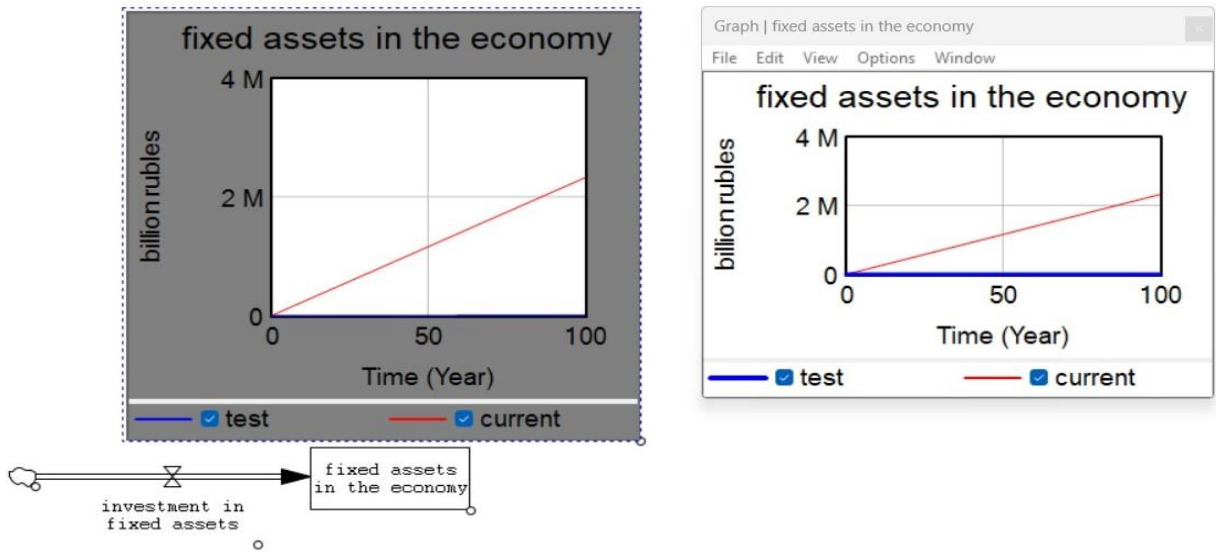 fixed assets in the economy
4 M
2 M
0
billion rubles
0 50 100
Time (Year)
test current
fixed assets
in the economy
investment in
fixed assets
Graph | fixed assets in the economy
File Edit View Options Window
fixed assets in the economy
4 M
2 M
0
billion rubles
0 50 100
Time (Year)
test current